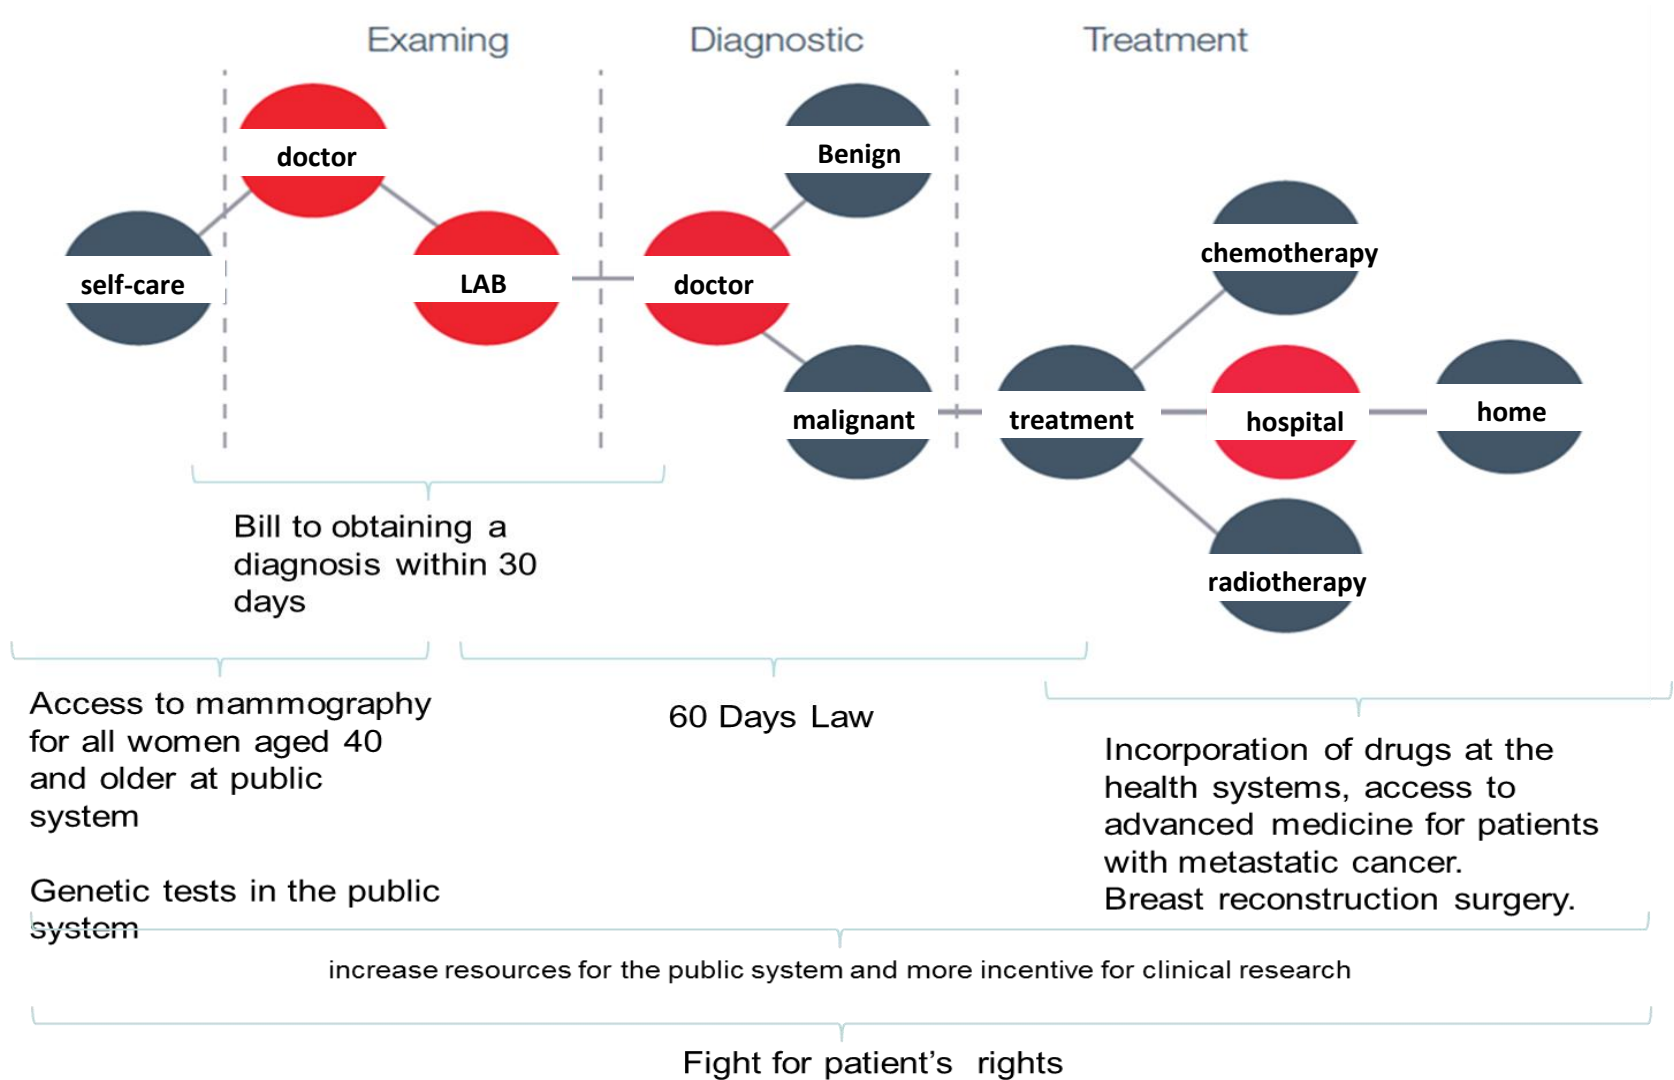 Examing
Diagnostic
Treatment
doctor
Benign
self-care
LAB
doctor
chemotherapy
malignant
treatment
hospital
home
radiotherapy
Bill to obtaining a
diagnosis within 30
days
Access to mammography
for all women aged 40
and older at public
system
Genetic tests in the public
system
60 Days Law
Incorporation of drugs at the
health systems, access to
advanced medicine for patients
with metastatic cancer.
Breast reconstruction surgery.
increase resources for the public system and more incentive for clinical research
Fight for patient’s rights